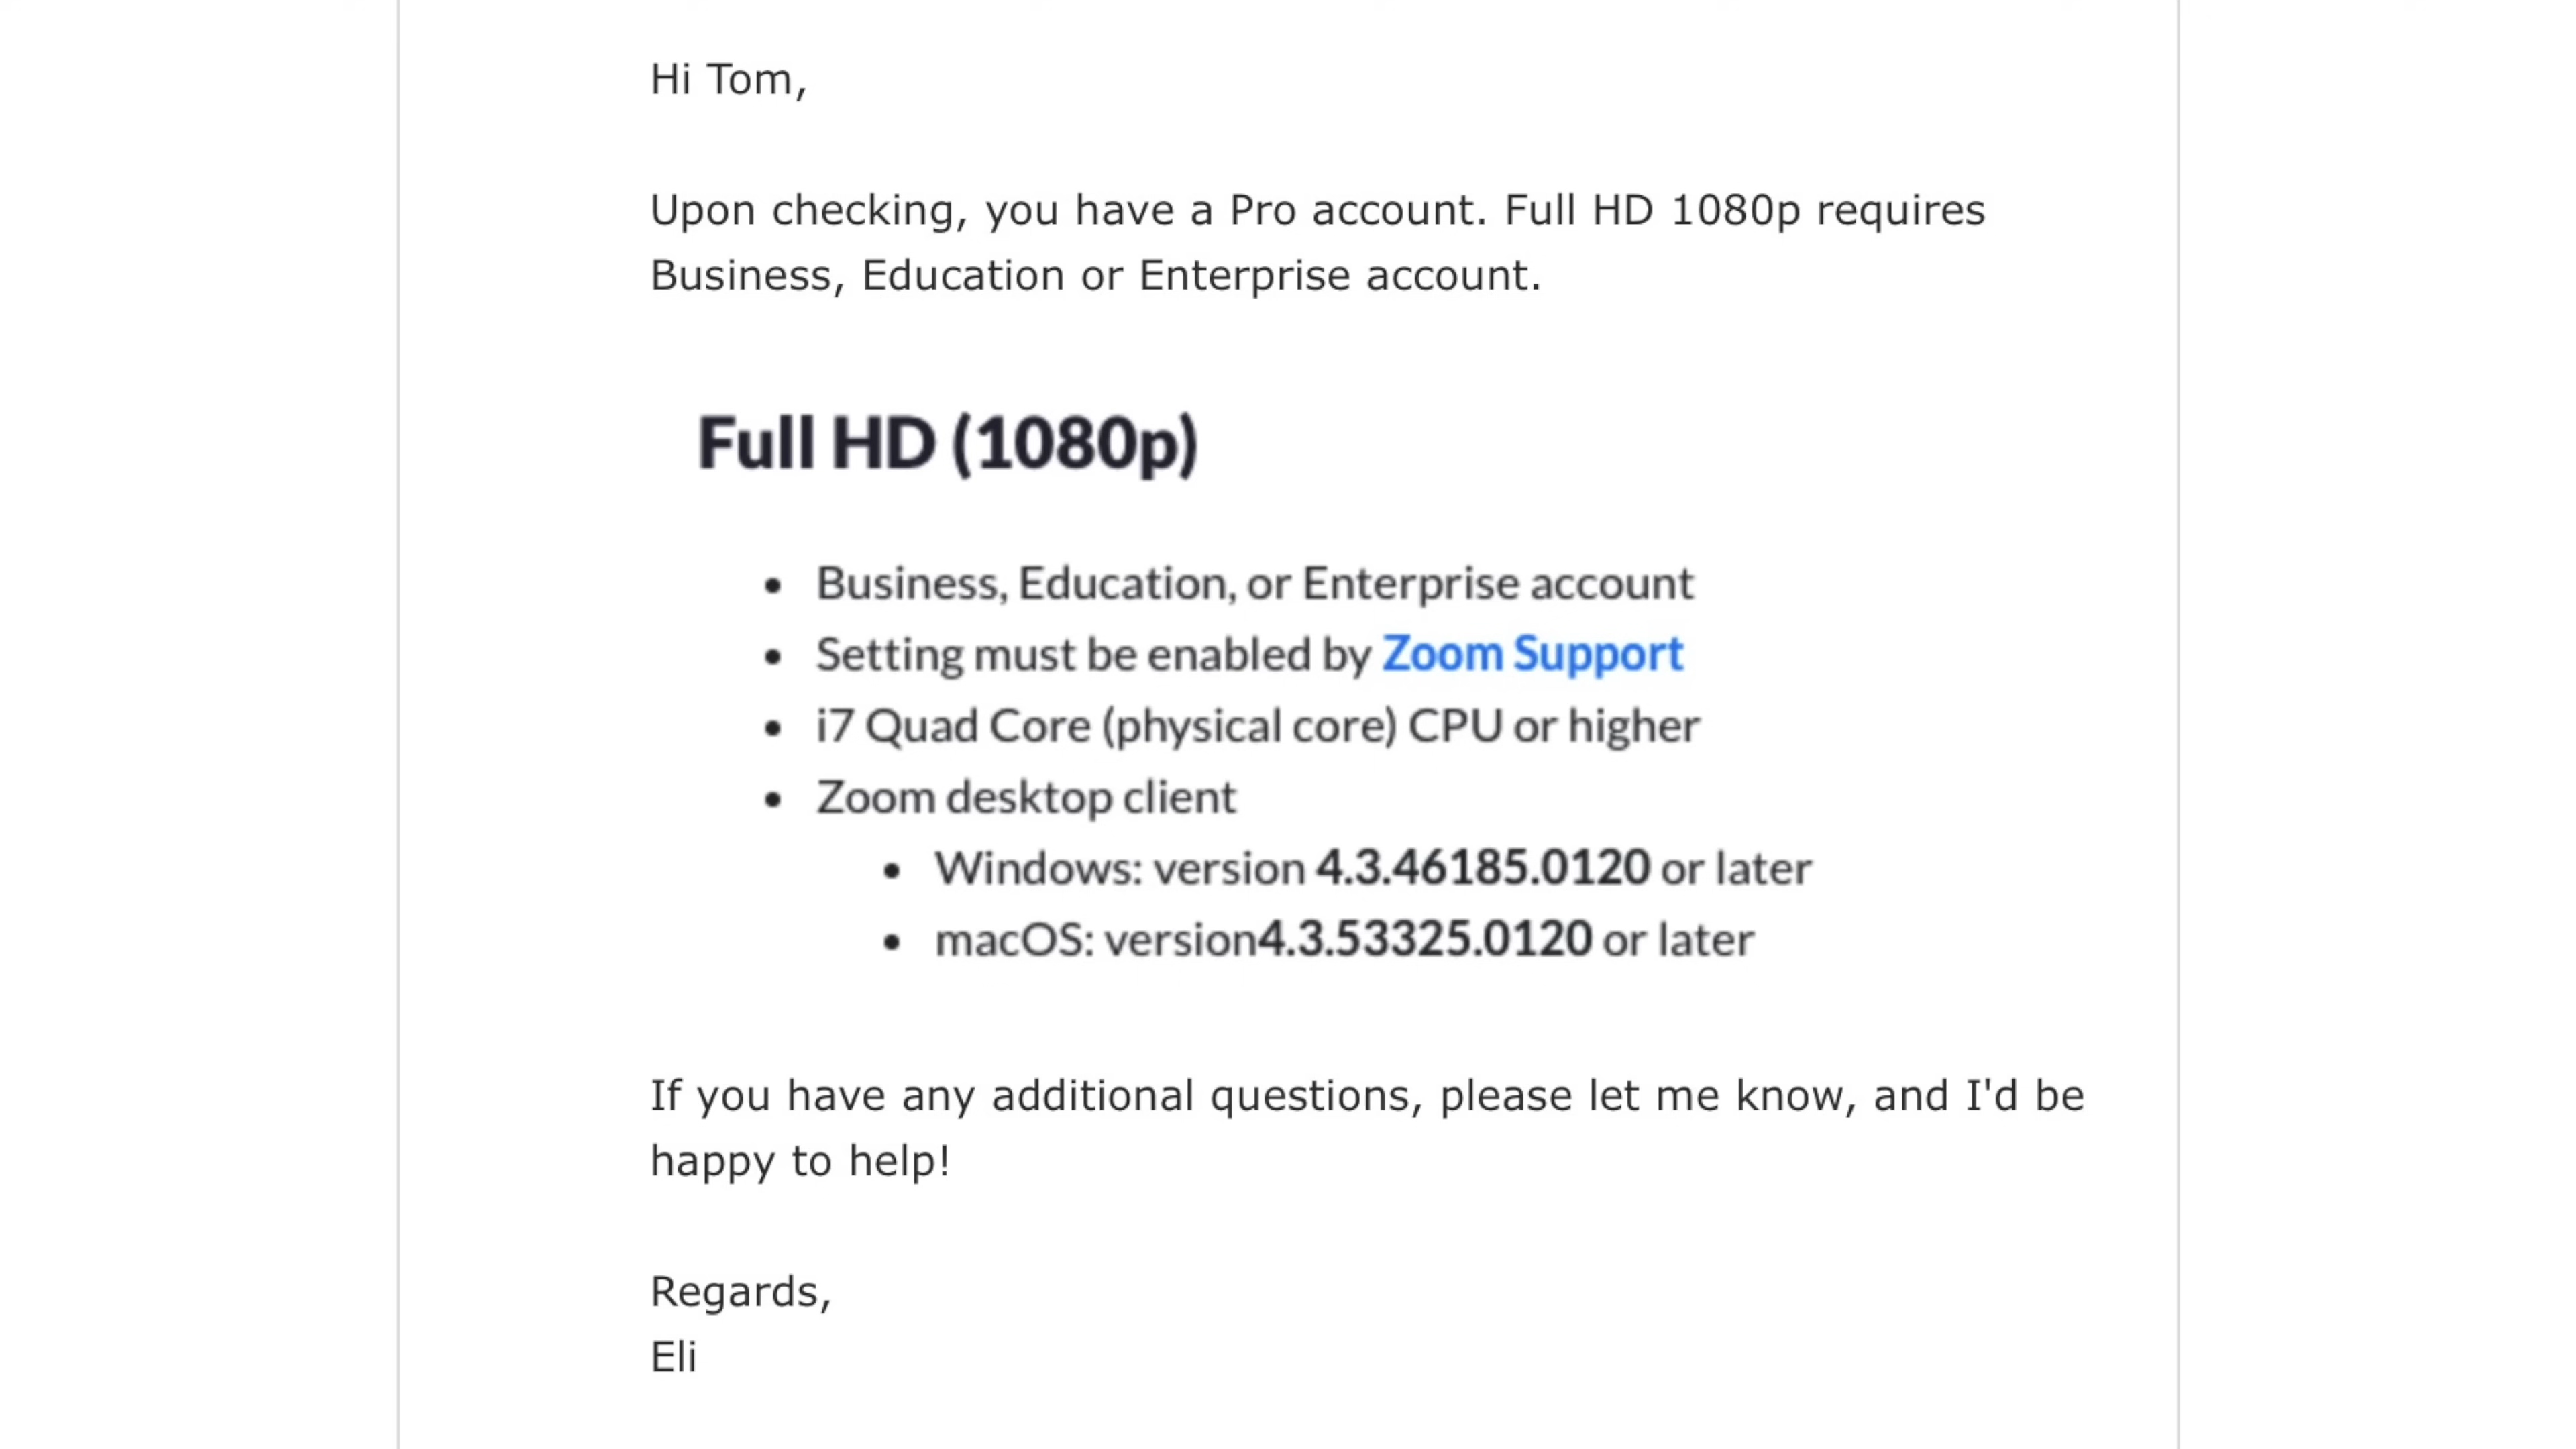 Hi Tom,
Upon checking, you have a Pro account. Full HD 1080p requires
Business, Education or Enterprise account.
Full HD (1080p)
• Business, Education, or Enterprise account
• Setting must be enabled by Zoom Support
• i7 Quad Core (physical core) CPU or higher
• Zoom desktop client
• Windows: version 4.3.46185.0120 or later
• macOS: version4.3.53325.0120 or later
If you have any additional questions, please let me know, and I'd be
happy to help!
Regards,
Eli